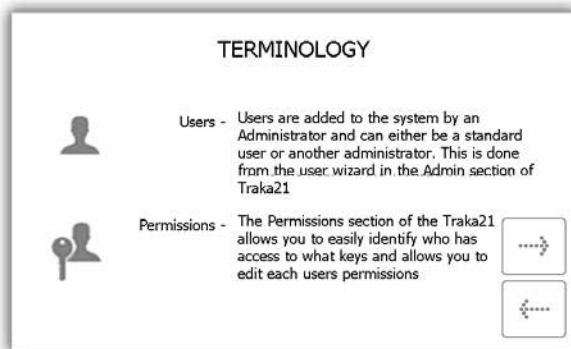 TERMINOLOGY
Users - Users are added to the system by an
Administrator and can either be a standard
user or another administrator. This is done
from the user wizard in the Admin section of
Traka21
Permissions - The Permissions section of the Traka21
allows you to easily identify who has
access to what keys and allows you to
edit each users permissions